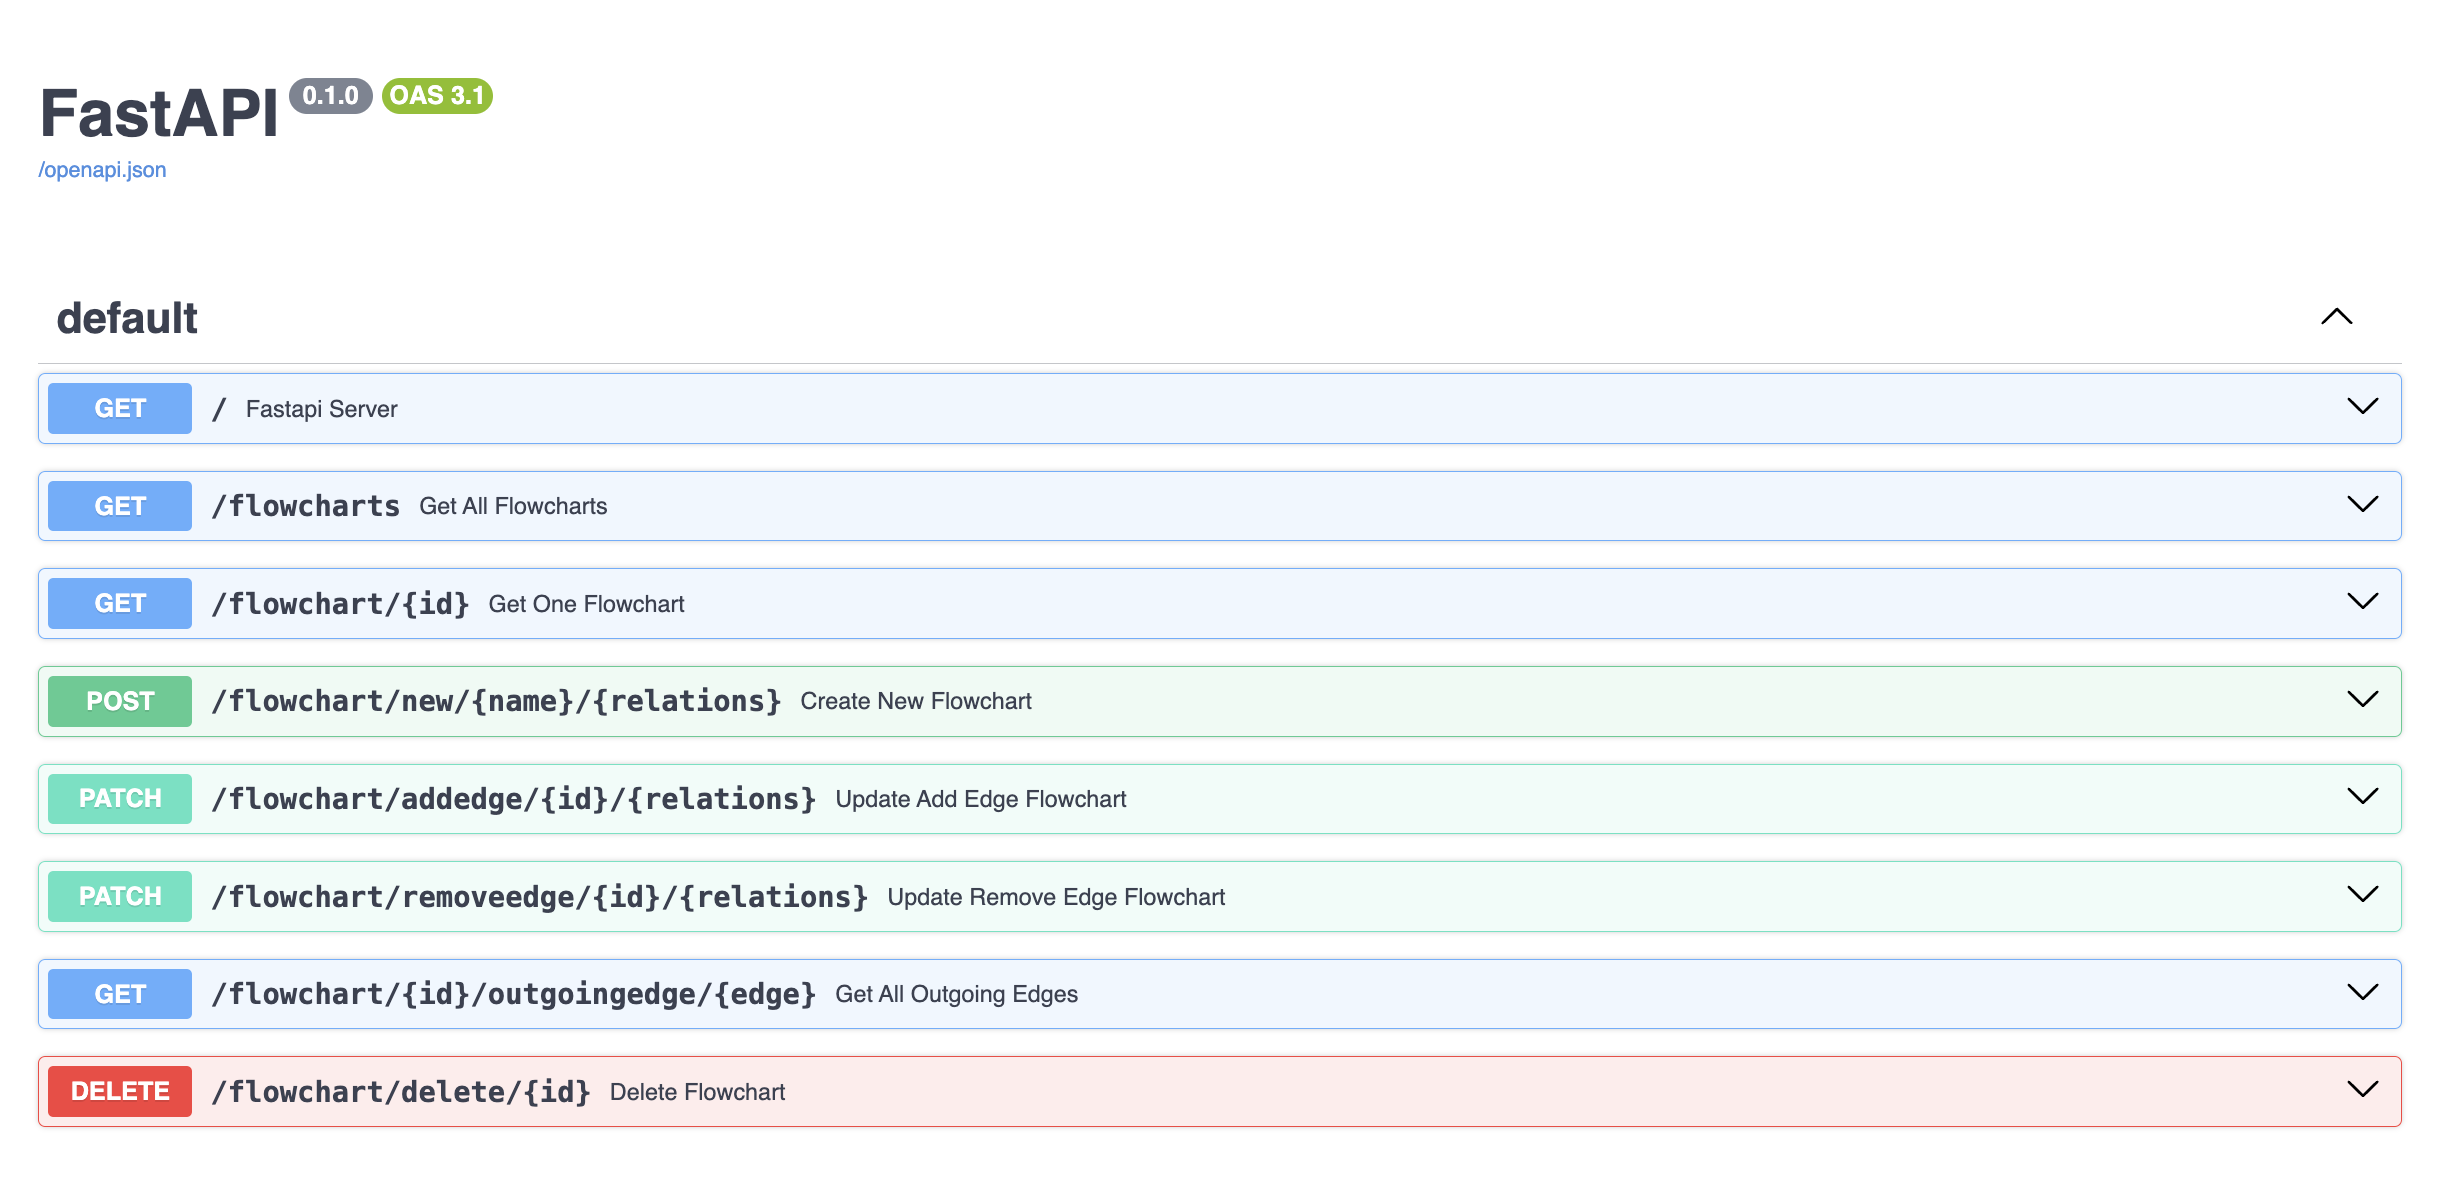 FastAPI 0.1.0 OAS 3.1
/openapi.json
default
GET / Fastapi Server
GET /flowcharts Get All Flowcharts
GET /flowchart/{id} Get One Flowchart
POST /flowchart/new/{name}/{relations} Create New Flowchart
PATCH /flowchart/addedge/{id}/{relations} Update Add Edge Flowchart
PATCH /flowchart/removeedge/{id}/{relations} Update Remove Edge Flowchart
GET /flowchart/{id}/outgoingedge/{edge} Get All Outgoing Edges
DELETE /flowchart/delete/{id} Delete Flowchart